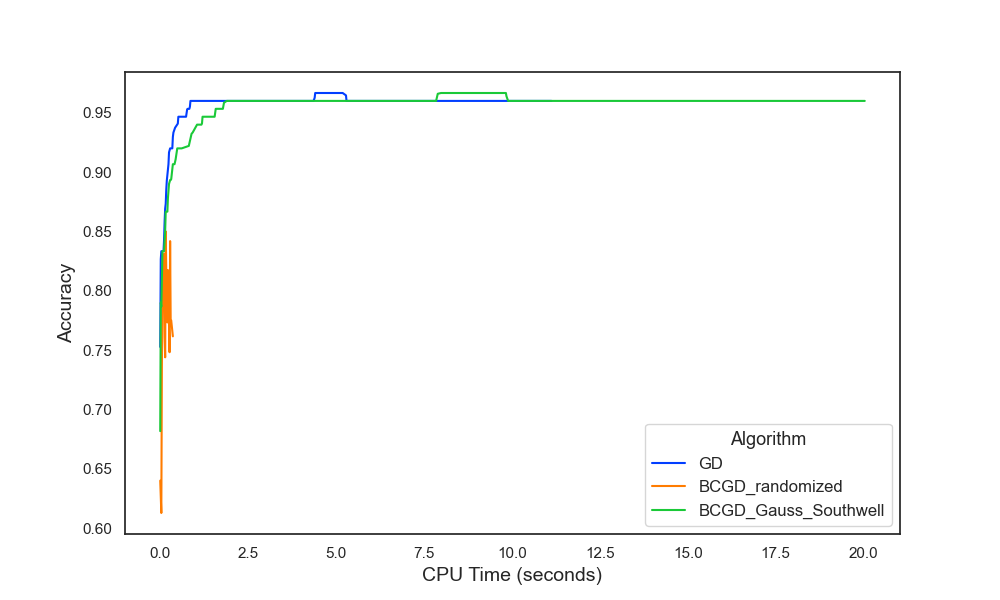 0.95
0.90
0.85
0.80
0.75
0.70
0.65
0.60
Accuracy
Algorithm
GD
BCGD_randomized
BCGD_Gauss_Southwell
0.0 2.5 5.0 7.5 10.0 12.5 15.0 17.5 20.0
CPU Time (seconds)